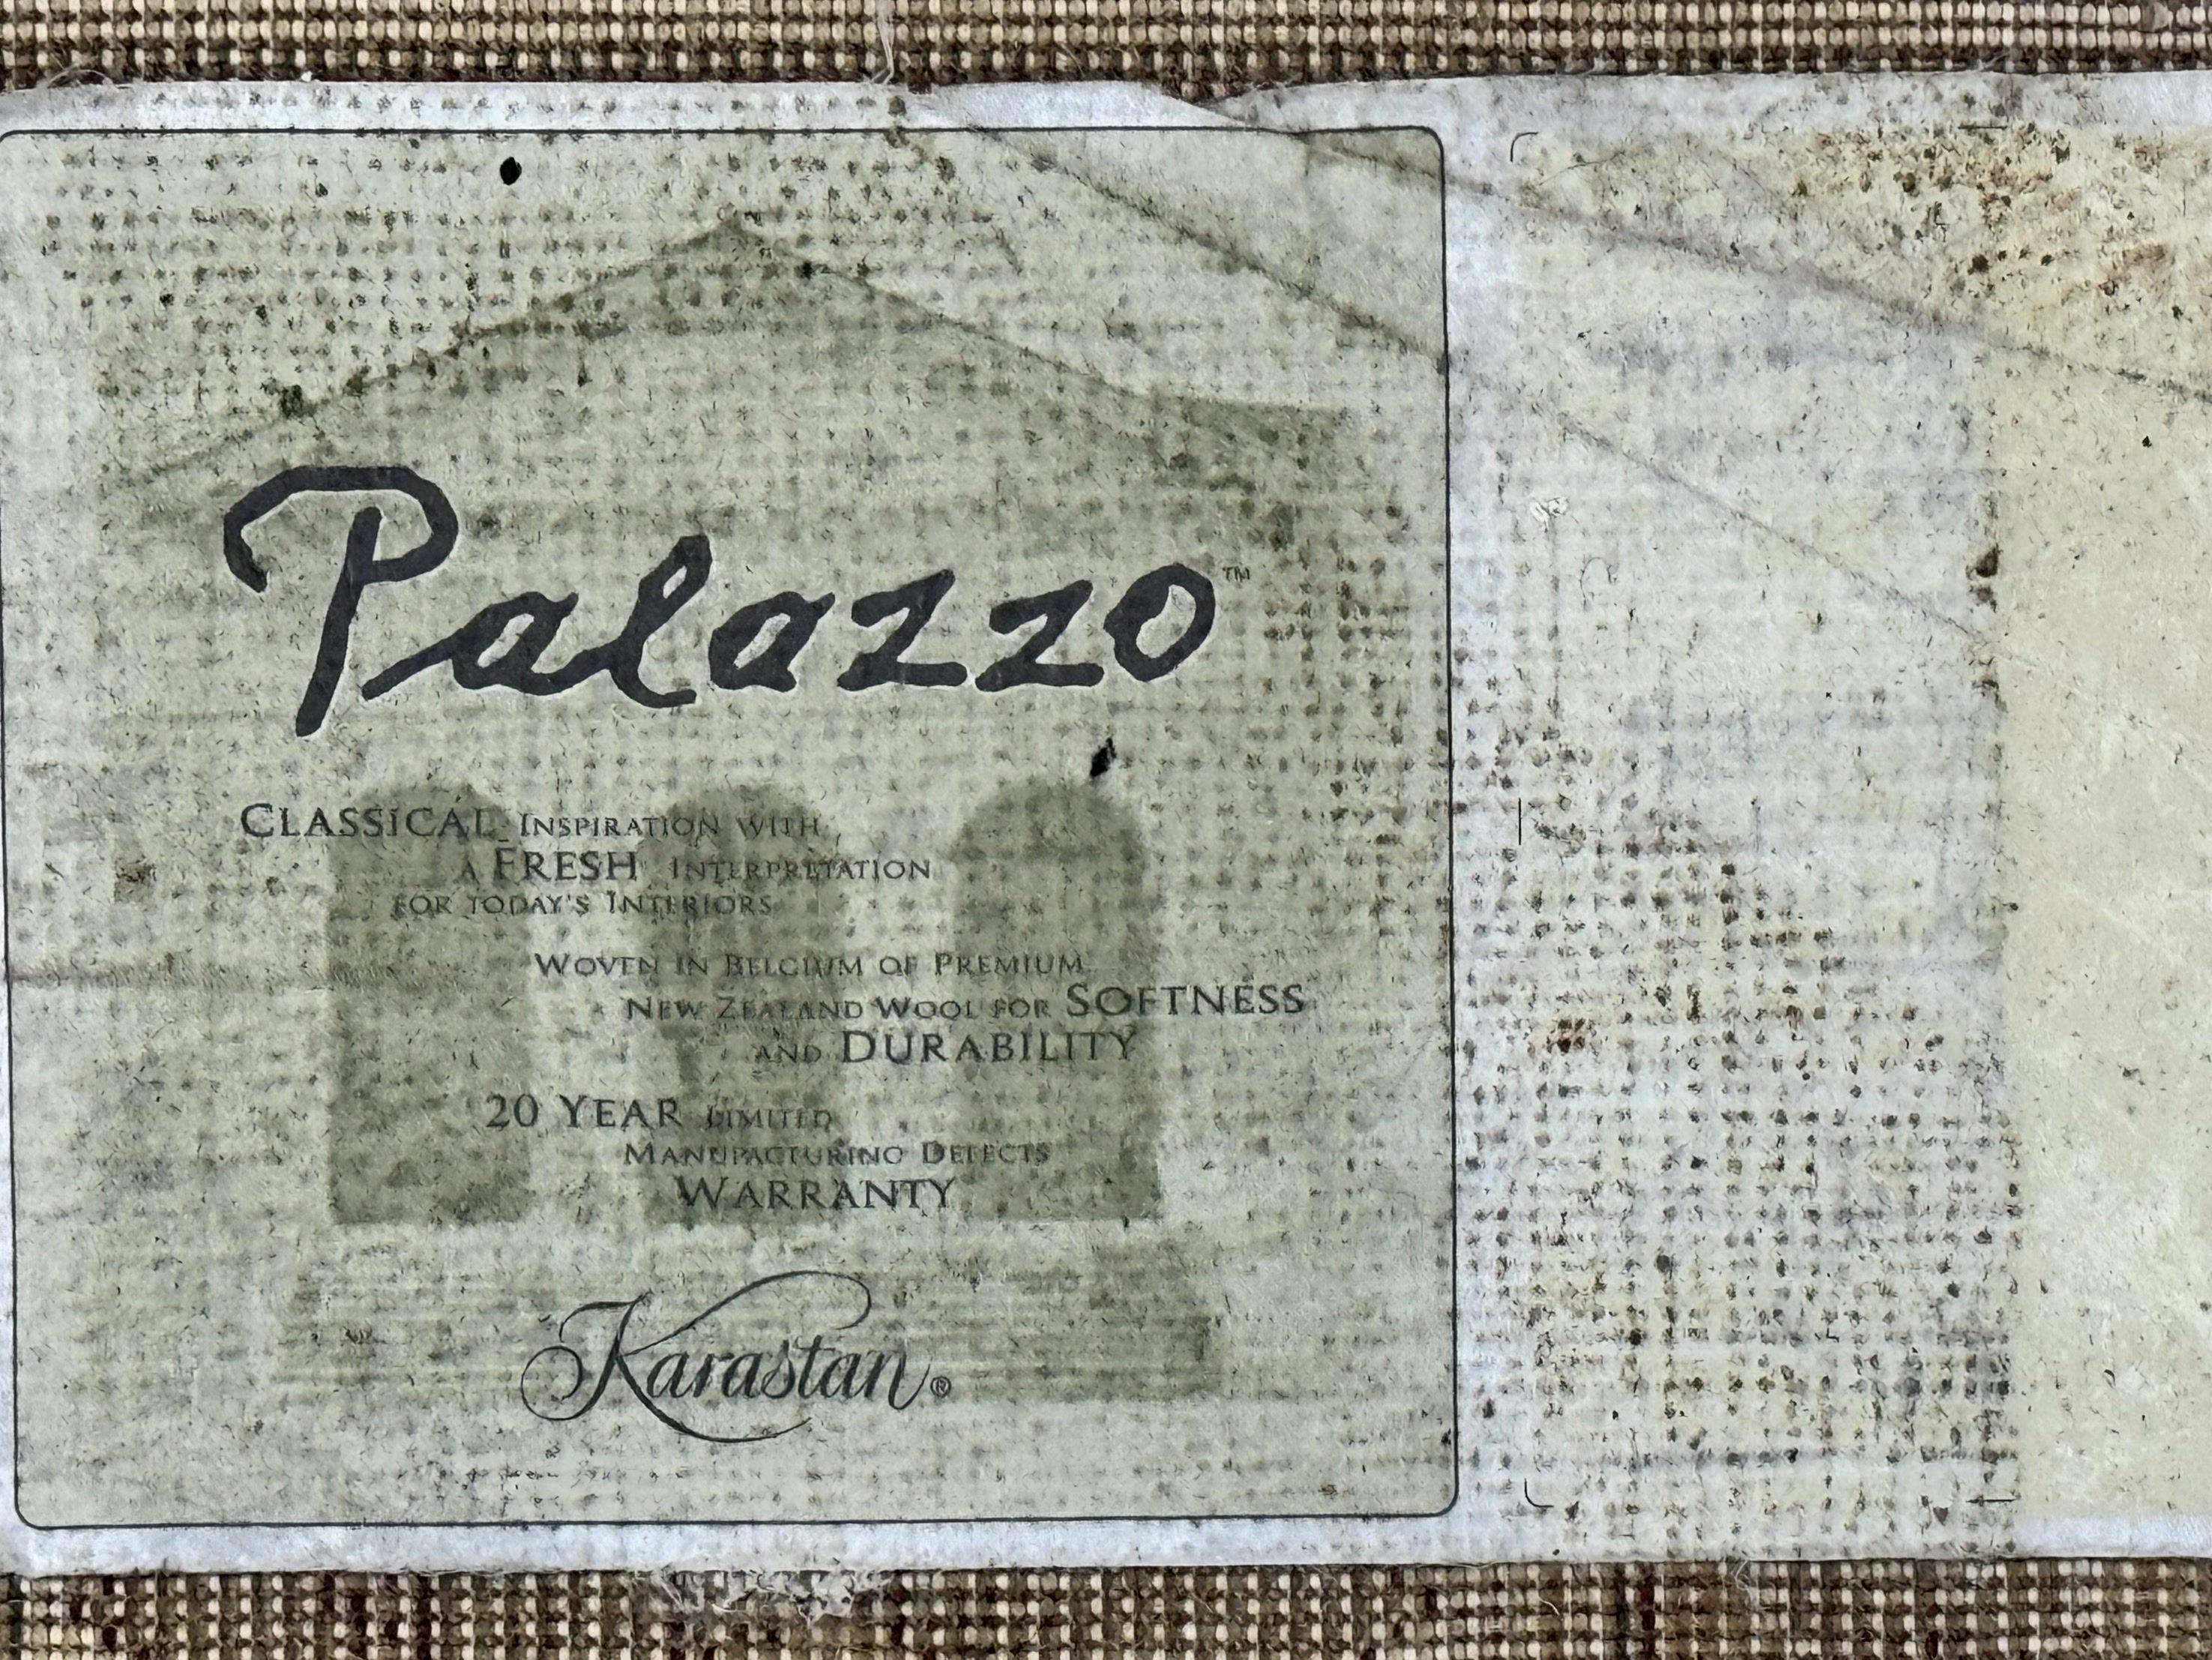 Palazzo™
CLASSICAL INSPIRATION WITH
A FRESH INTERPRETATION
FOR TODAY'S INTERIORS
WOVEN IN BELGIUM OF PREMIUM
NEW ZEALAND WOOL FOR SOFTNESS
AND DURABILITY
20 YEAR LIMITED
MANUFACTURING DEFECTS
WARRANTY
Karastan®